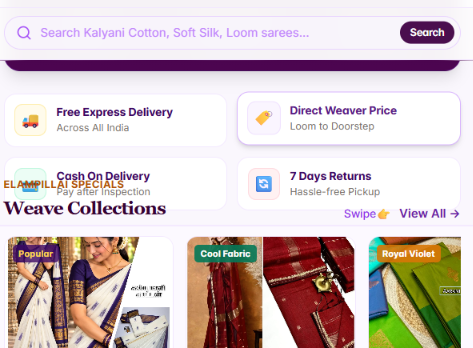 Search Kalyani Cotton, Soft Silk, Loom sarees...
Search
Free Express Delivery
Across All India
Direct Weaver Price
Loom to Doorstep
Cash On Delivery
Pay after Inspection
7 Days Returns
Hassle-free Pickup
ELAMPILLAI SPECIALS
Weave Collections
Swipe👉 View All →
Popular
Cool Fabric
Royal Violet